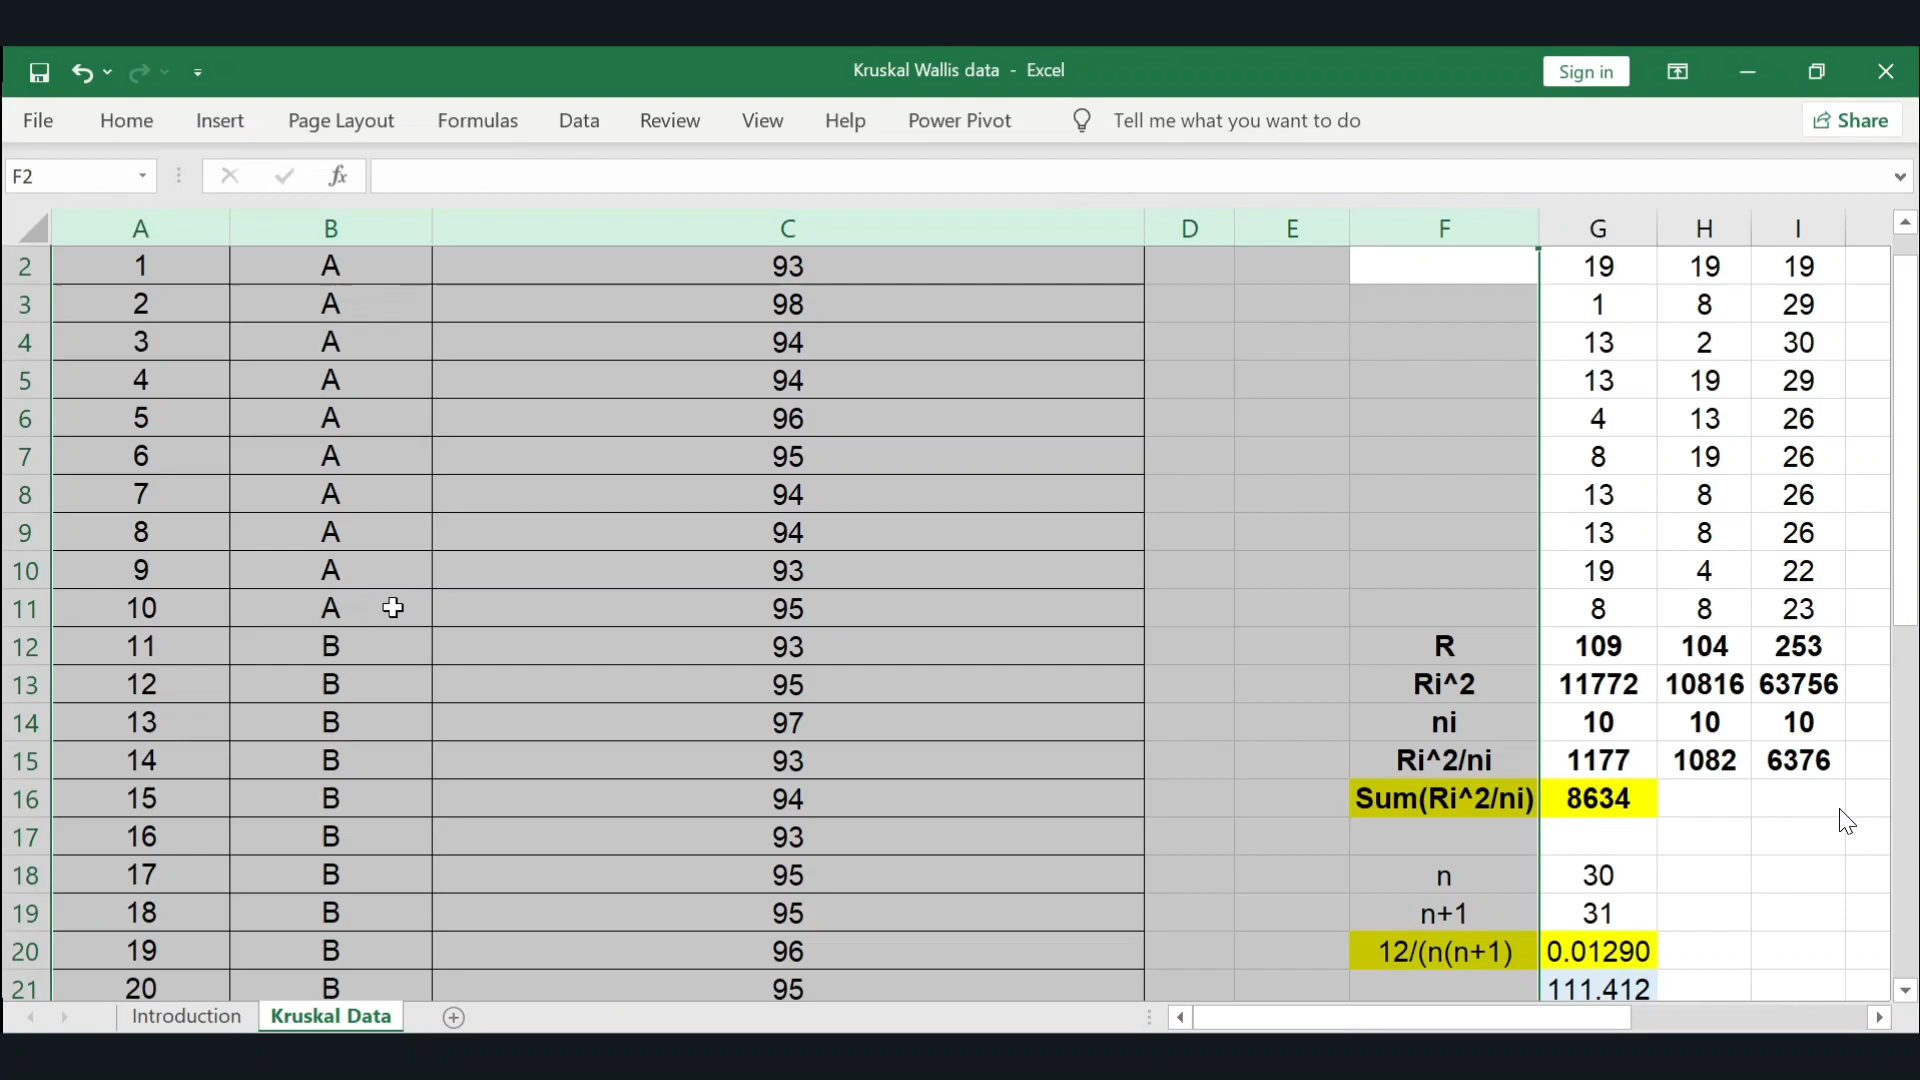 Kruskal Wallis data - Excel
Sign in
File Home Insert Page Layout Formulas Data Review View Help Power Pivot Tell me what you want to do Share
F2 fx
A B C D E F G H I
2 1 A 93 19 19 19
3 2 A 98 1 8 29
4 3 A 94 13 2 30
5 4 A 94 13 19 29
6 5 A 96 4 13 26
7 6 A 95 8 19 26
8 7 A 94 13 8 26
9 8 A 94 13 8 26
10 9 A 93 19 4 22
11 10 A 95 8 8 23
12 11 B 93 R 109 104 253
13 12 B 95 Ri^2 11772 10816 63756
14 13 B 97 ni 10 10 10
15 14 B 93 Ri^2/ni 1177 1082 6376
16 15 B 94 Sum(Ri^2/ni) 8634
17 16 B 93
18 17 B 95 n 30
19 18 B 95 n+1 31
20 19 B 96 12/(n(n+1) 0.01290
21 20 B 95 111.412
Introduction Kruskal Data